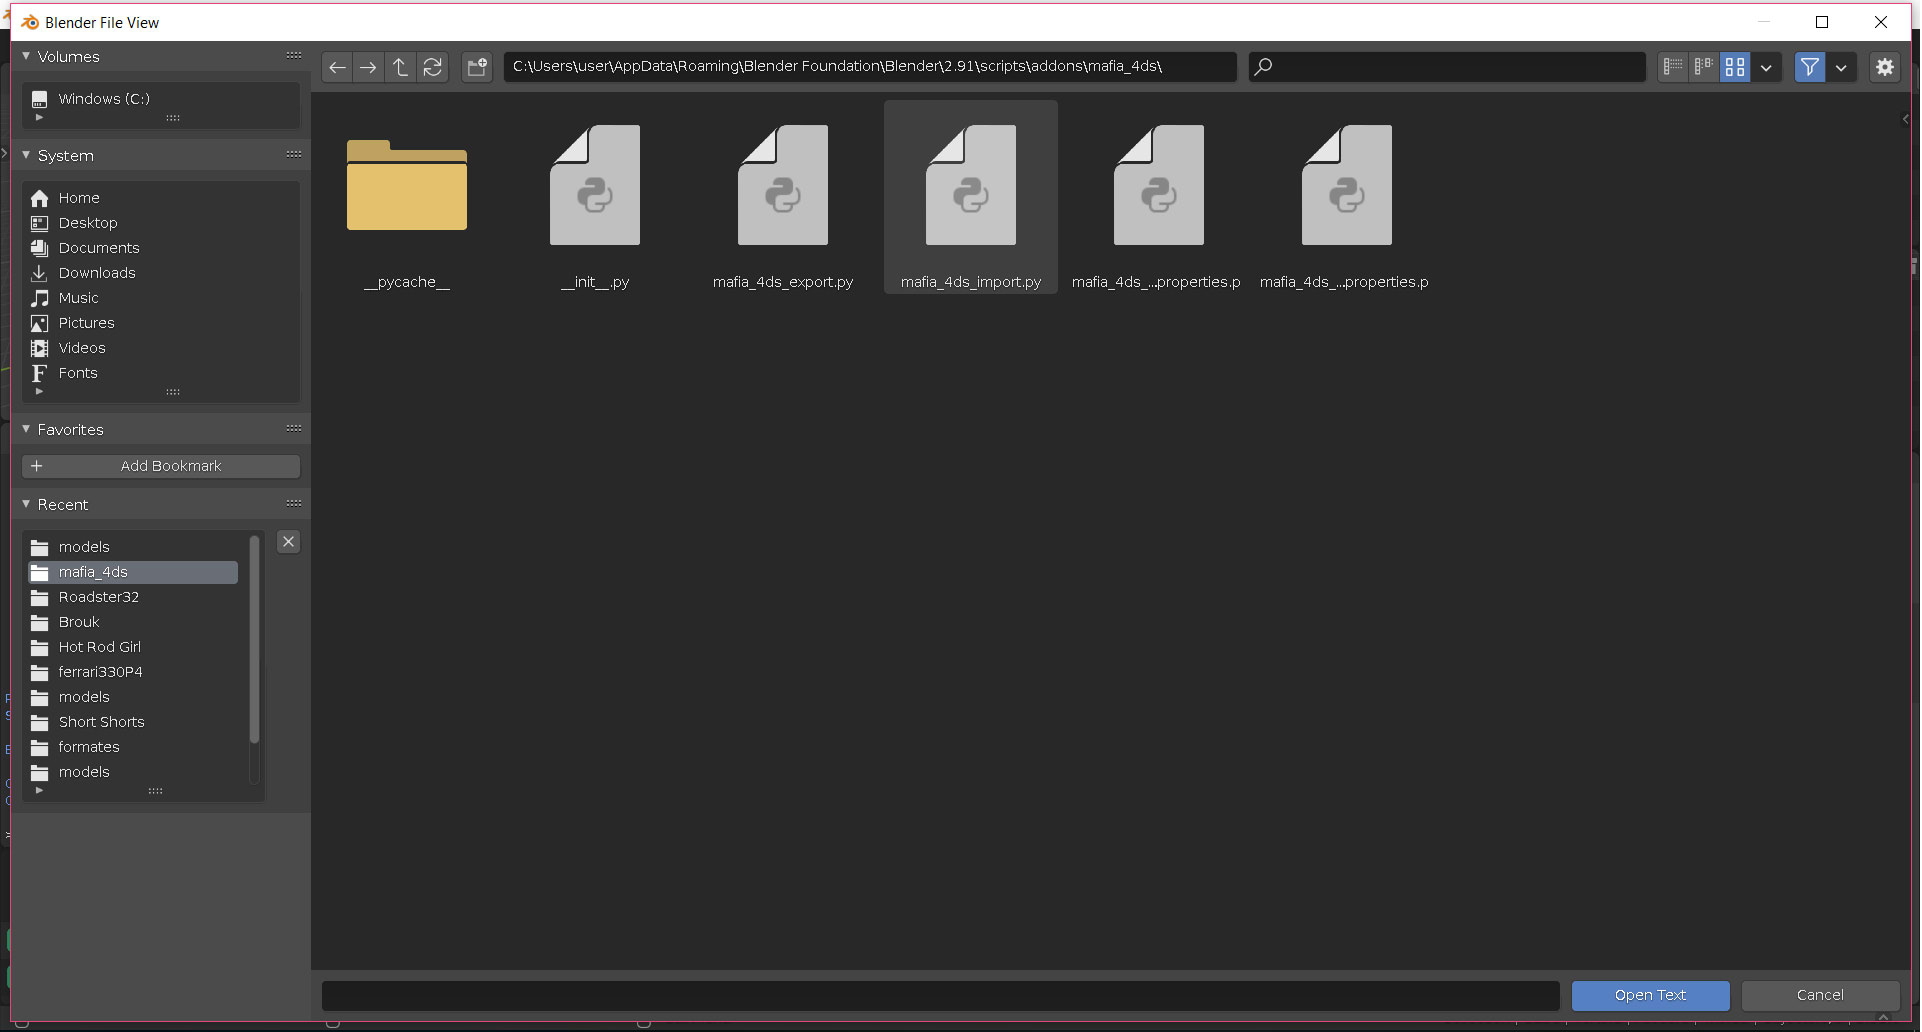 Blender File View
Volumes
Windows (C:)
System
Home
Desktop
Documents
Downloads
Music
Pictures
Videos
Fonts
Favorites
Add Bookmark
Recent
models
mafia_4ds
Roadster32
Brouk
Hot Rod Girl
ferrari330P4
models
Short Shorts
formates
models
C:\Users\user\AppData\Roaming\Blender Foundation\Blender\2.91\scripts\addons\mafia_4ds\
__pycache__
__init__.py
mafia_4ds_export.py
mafia_4ds_import.py
mafia_4ds_...properties.p
mafia_4ds_...properties.p
Open Text
Cancel